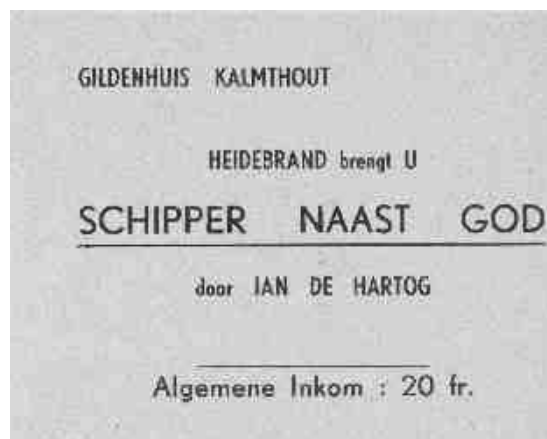 GILDENHUIS KALMTHOUT
HEIDEBRAND brengt U
SCHIPPER NAAST GOD
door JAN DE HARTOG
Algemene Inkom : 20 fr.